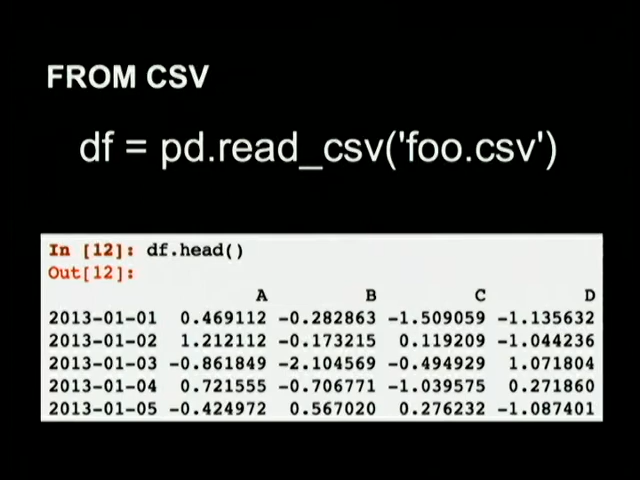 FROM CSV
df = pd.read_csv('foo.csv')
In [12]: df.head()
Out[12]:
A B C D
2013-01-01 0.469112 -0.282863 -1.509059 -1.135632
2013-01-02 1.212112 -0.173215 0.119209 -1.044236
2013-01-03 -0.861849 -2.104569 -0.494929 1.071804
2013-01-04 0.721555 -0.706771 -1.039575 0.271860
2013-01-05 -0.424972 0.567020 0.276232 -1.087401